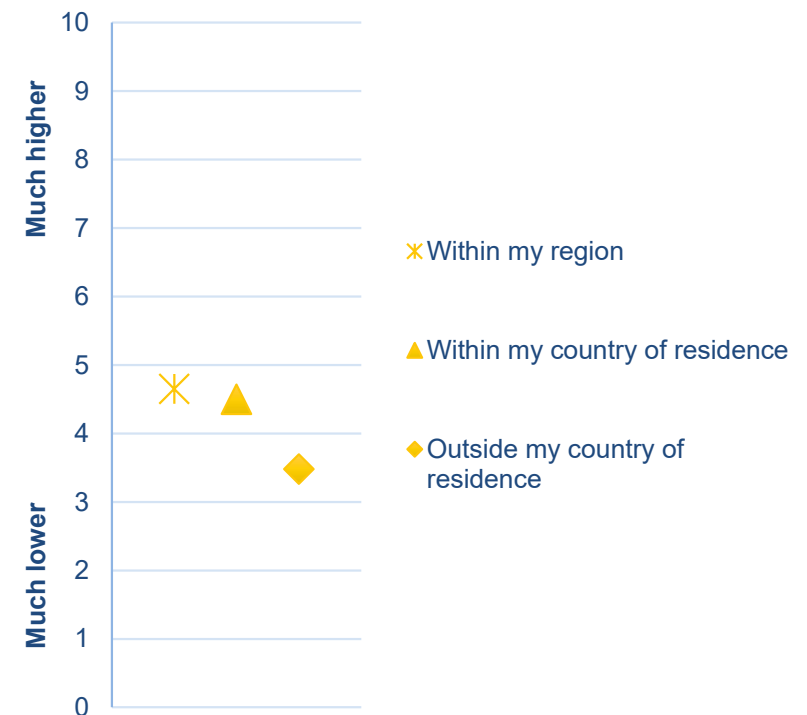 10
9
8
7
6
5
4
3
2
1
0
Much higher
Much lower
Within my region
Within my country of residence
Outside my country of
residence